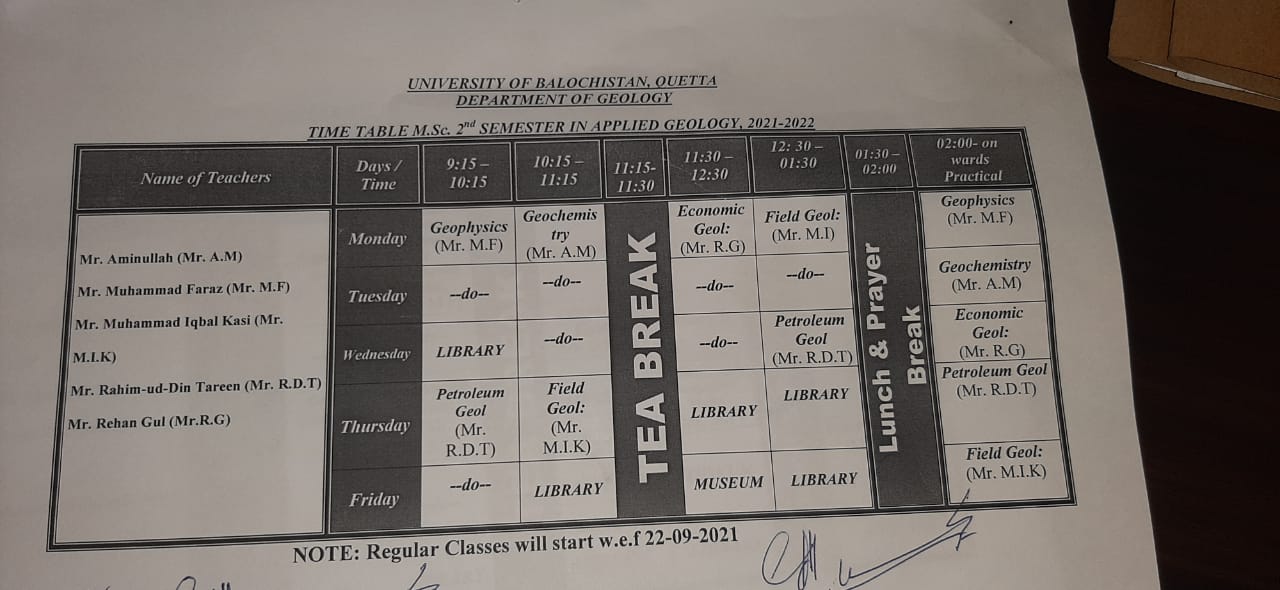 UNIVERSITY OF BALOCHISTAN, QUETTA
DEPARTMENT OF GEOLOGY
TIME TABLE M.Sc. 2nd SEMESTER IN APPLIED GEOLOGY, 2021-2022
Name of Teachers
Days /
Time
9:15 –
10:15
10:15 –
11:15
11:15-
11:30
11:30 –
12:30
12: 30 –
01:30
01:30 –
02:00
02:00- on
wards
Practical
Mr. Aminullah (Mr. A.M)
Mr. Muhammad Faraz (Mr. M.F)
Mr. Muhammad Iqbal Kasi (Mr.
M.I.K)
Mr. Rahim-ud-Din Tareen (Mr. R.D.T)
Mr. Rehan Gul (Mr.R.G)
Monday
Geophysics
(Mr. M.F)
Geochemis
try
(Mr. A.M)
TEA BREAK
Economic
Geol:
(Mr. R.G)
Field Geol:
(Mr. M.I)
Lunch & Prayer
Break
Geophysics
(Mr. M.F)
Tuesday
--do--
--do--
--do--
--do--
Geochemistry
(Mr. A.M)
Wednesday
LIBRARY
--do--
--do--
Petroleum
Geol
(Mr. R.D.T)
Economic
Geol:
(Mr. R.G)
Thursday
Petroleum
Geol
(Mr.
R.D.T)
Field
Geol:
(Mr.
M.I.K)
LIBRARY
LIBRARY
Petroleum Geol
(Mr. R.D.T)
Friday
--do--
LIBRARY
MUSEUM
LIBRARY
Field Geol:
(Mr. M.I.K)
NOTE: Regular Classes will start w.e.f 22-09-2021